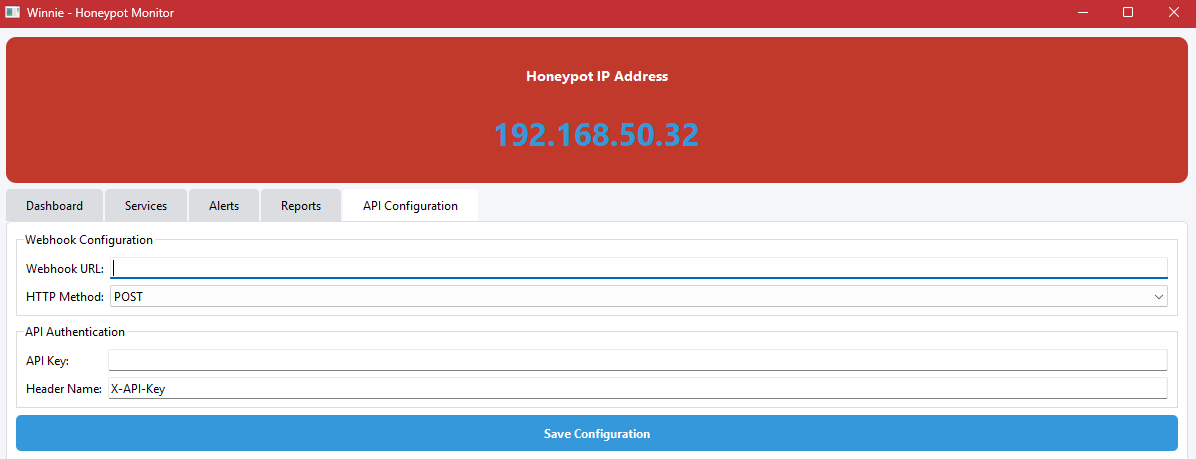 Winnie - Honeypot Monitor
Honeypot IP Address
192.168.50.32
Dashboard Services Alerts Reports API Configuration
Webhook Configuration
Webhook URL:
HTTP Method: POST
API Authentication
API Key:
Header Name: X-API-Key
Save Configuration